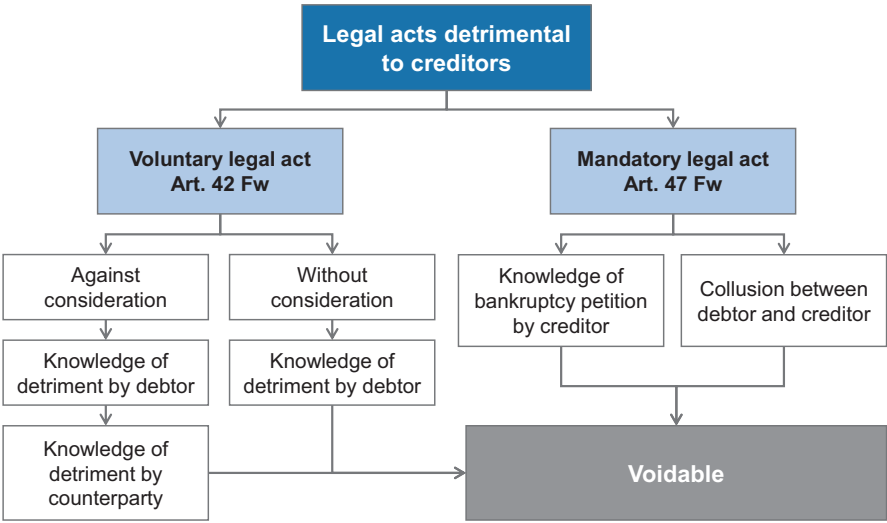 Legal acts detrimental
to creditors
Voluntary legal act
Art. 42 Fw
Mandatory legal act
Art. 47 Fw
Against
consideration
Without
consideration
Knowledge of
bankruptcy petition
by creditor
Collusion between
debtor and creditor
Knowledge of
detriment by debtor
Knowledge of
detriment by debtor
Knowledge of
detriment by
counterparty
Voidable